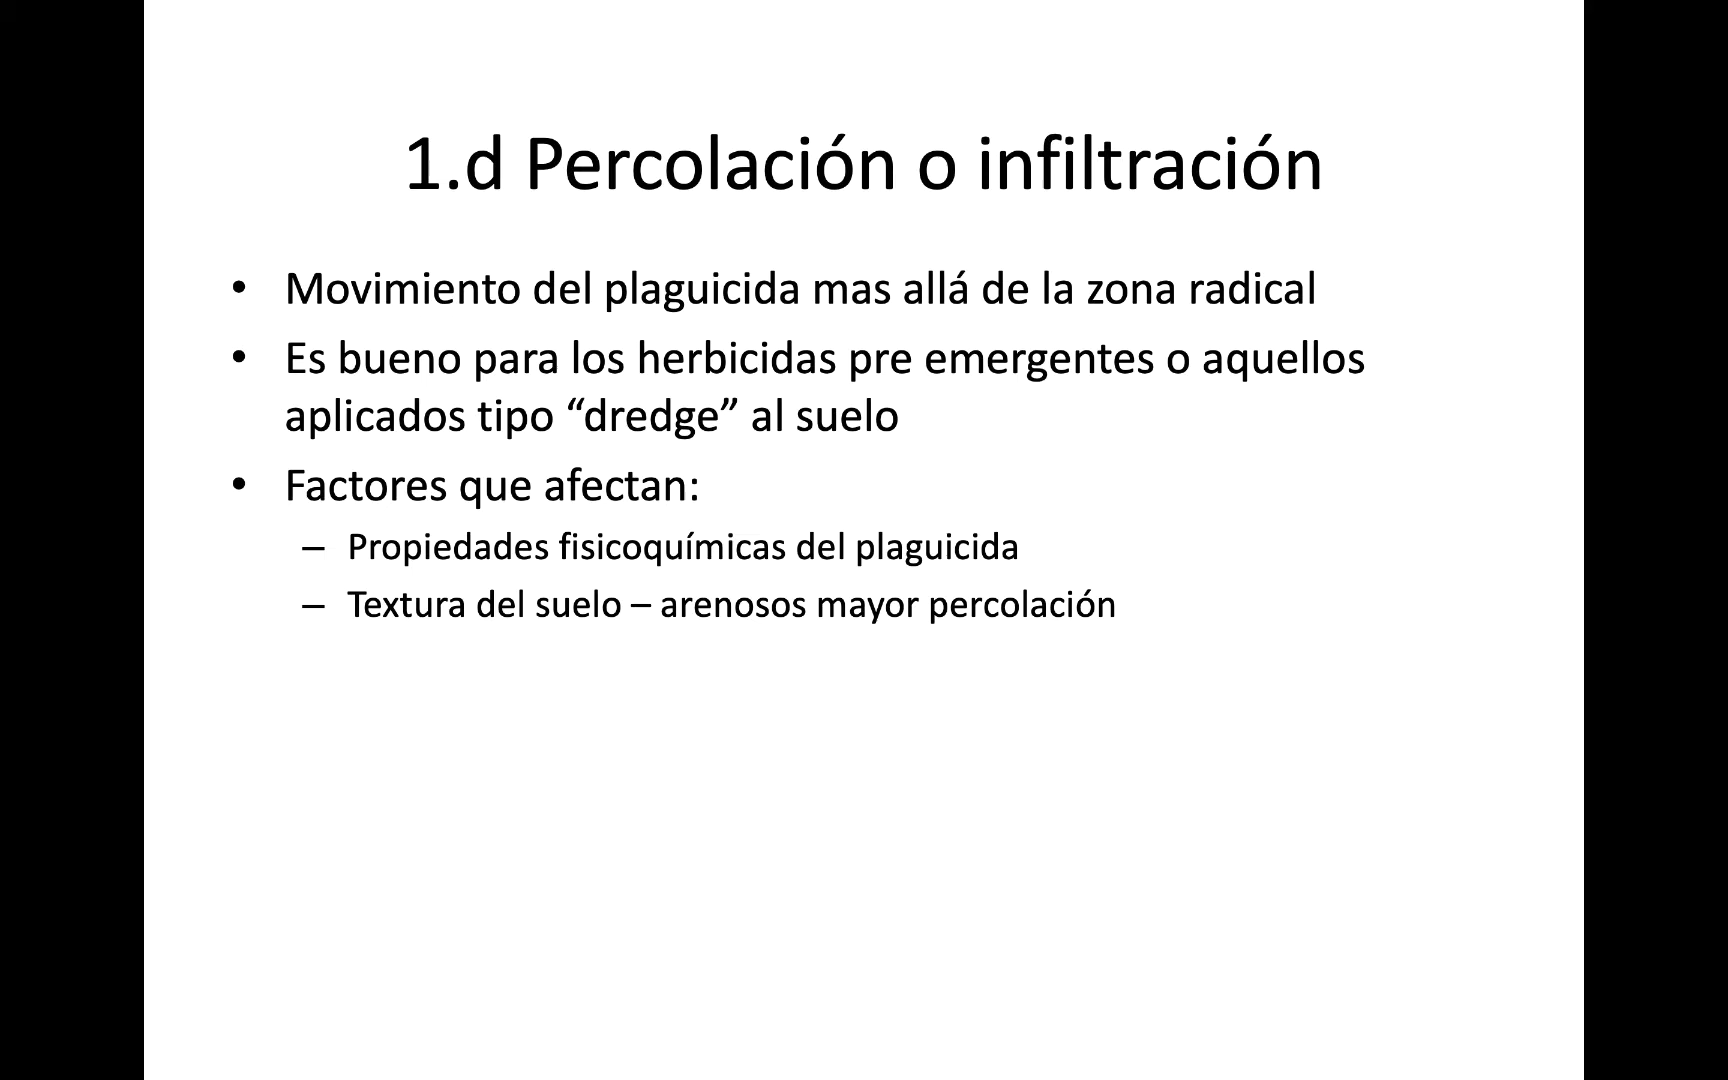 1.d Percolación o infiltración
• Movimiento del plaguicida mas allá de la zona radical
• Es bueno para los herbicidas pre emergentes o aquellos
aplicados tipo “dredge” al suelo
• Factores que afectan:
– Propiedades fisicoquímicas del plaguicida
– Textura del suelo – arenosos mayor percolación